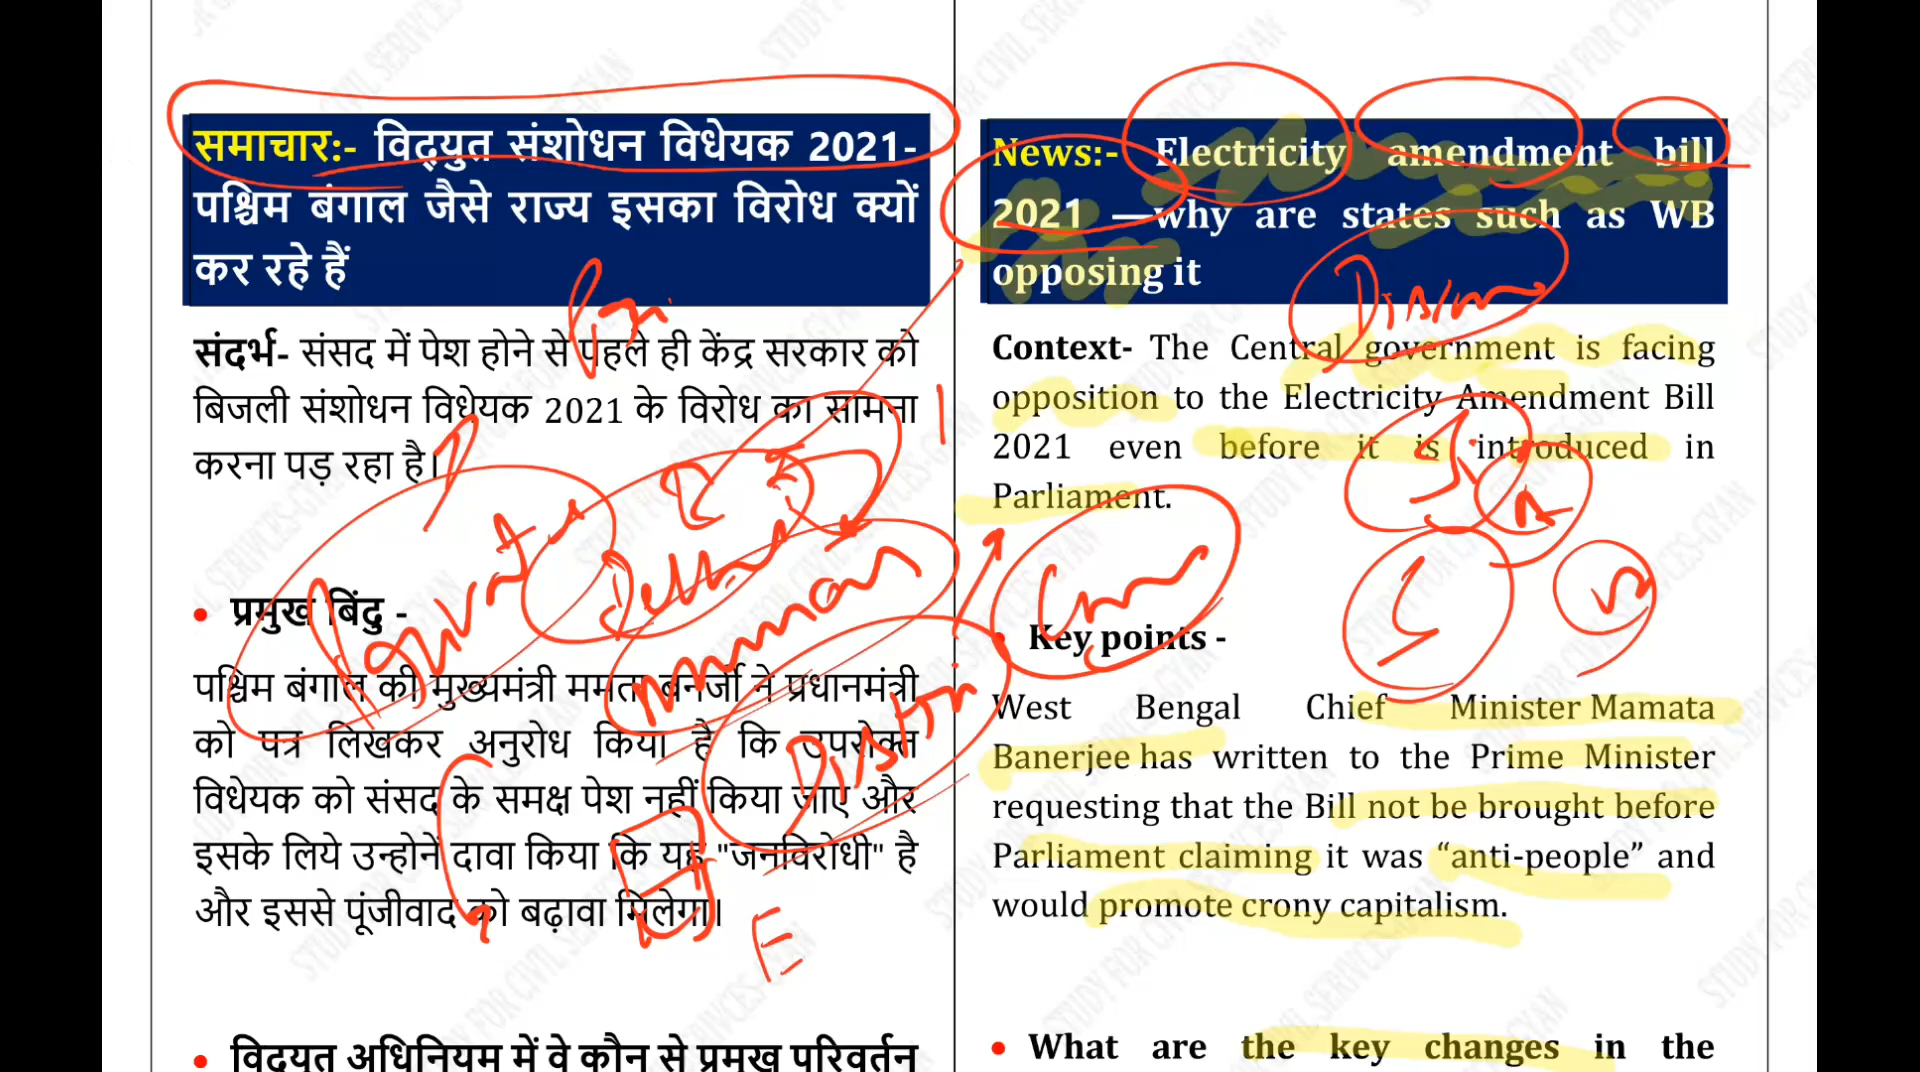 समाचार:- विद्युत संशोधन विधेयक 2021-
पश्चिम बंगाल जैसे राज्य इसका विरोध क्यों
कर रहे हैं
संदर्भ- संसद में पेश होने से पहले ही केंद्र सरकार को
बिजली संशोधन विधेयक 2021 के विरोध का सामना
करना पड़ रहा है।
• प्रमुख बिंदु -
पश्चिम बंगाल की मुख्यमंत्री ममता बनर्जी ने प्रधानमंत्री
को पत्र लिखकर अनुरोध किया है कि उपरोक्त
विधेयक को संसद के समक्ष पेश नहीं किया जाए और
इसके लिये उन्होनें दावा किया कि यह "जनविरोधी" है
और इससे पूंजीवाद को बढ़ावा मिलेगा।
• विद्युत अधिनियम में वे कौन से प्रमुख परिवर्तन
News:- Electricity amendment bill
2021 —why are states such as WB
opposing it
Context- The Central government is facing
opposition to the Electricity Amendment Bill
2021 even before it is introduced in
Parliament.
• Key points -
West Bengal Chief Minister Mamata
Banerjee has written to the Prime Minister
requesting that the Bill not be brought before
Parliament claiming it was “anti-people” and
would promote crony capitalism.
• What are the key changes in the